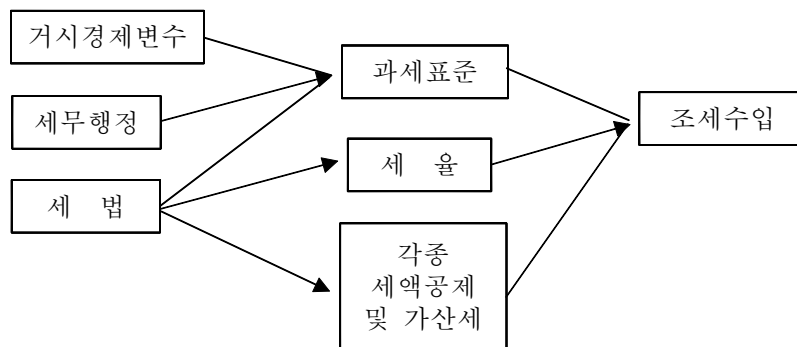 거시경제변수
과세표준
세무행정
조세수입
세 율
세 법
각종
세액공제
및 가산세